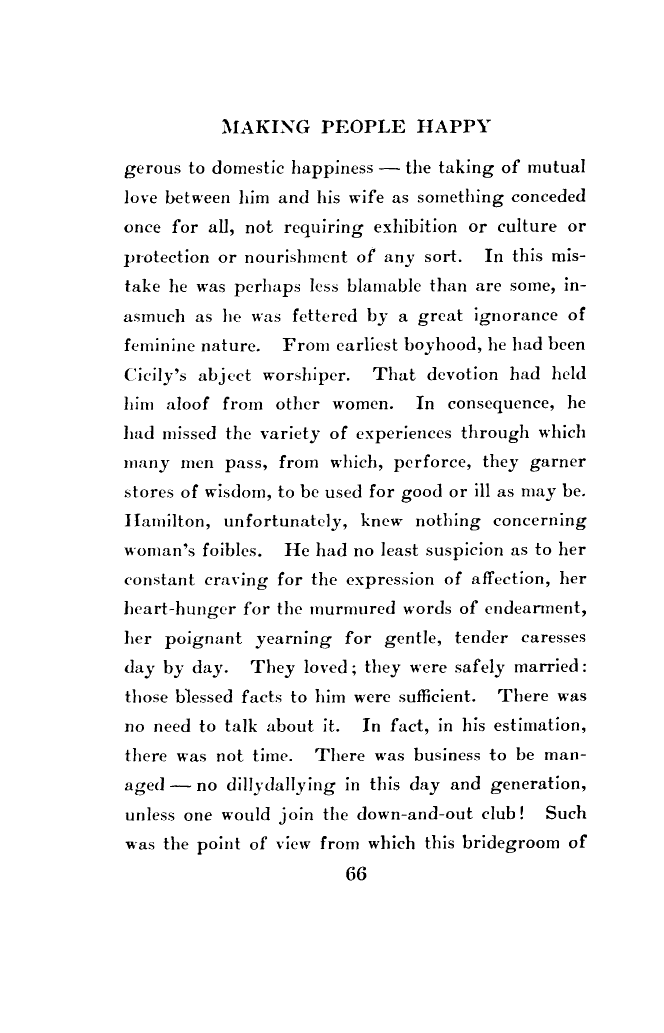 MAKING PEOPLE HAPPY
gerous to domestic happiness — the taking of mutual
love between him and his wife as something conceded
once for all, not requiring exhibition or culture or
protection or nourishment of any sort. In this mis-
take he was perhaps less blamable than are some, in-
asmuch as he was fettered by a great ignorance of
feminine nature. From earliest boyhood, he had been
Cicily's abject worshiper. That devotion had held
him aloof from other women. In consequence, he
had missed the variety of experiences through which
many men pass, from which, perforce, they garner
stores of wisdom, to be used for good or ill as may be.
Hamilton, unfortunately, knew nothing concerning
woman's foibles. He had no least suspicion as to her
constant craving for the expression of affection, her
heart-hunger for the murmured words of endearment,
her poignant yearning for gentle, tender caresses
day by day. They loved; they were safely married:
those blessed facts to him were sufficient. There was
no need to talk about it. In fact, in his estimation,
there was not time. There was business to be man-
aged — no dillydallying in this day and generation,
unless one would join the down-and-out club! Such
was the point of view from which this bridegroom of
66